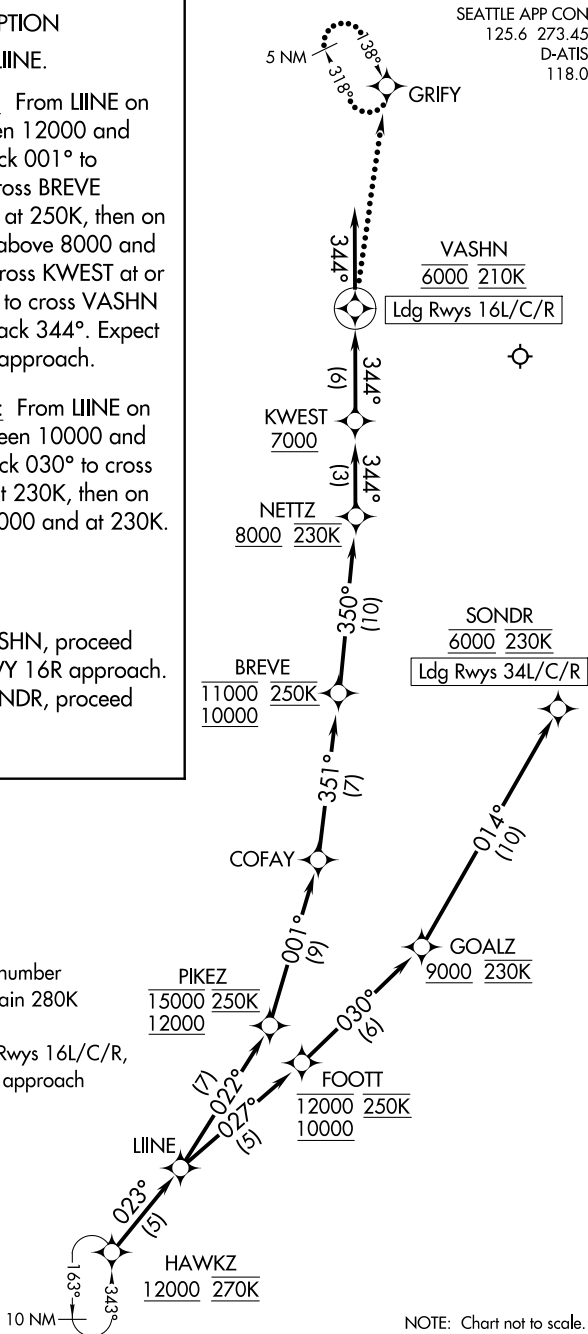 PTION
IINE.
From LIINE on
en 12000 and
ck 001° to
ross BREVE
at 250K, then on
above 8000 and
ross KWEST at or
to cross VASHN
ack 344°. Expect
approach.
From LIINE on
een 10000 and
ck 030° to cross
t 230K, then on
000 and at 230K.
SHN, proceed
VY 16R approach.
NDR, proceed
number
ain 280K
Rwys 16L/C/R,
approach
SEATTLE APP CON
125.6 273.45
D-ATIS
118.0
5 NM
138°
318°
GRIFY
344°
VASHN
6000 210K
Ldg Rwys 16L/C/R
344°
(6)
KWEST
7000
344°
(3)
NETTZ
8000 230K
350°
(10)
SONDR
6000 230K
Ldg Rwys 34L/C/R
BREVE
11000 250K
10000
351°
(7)
014°
(10)
COFAY
001°
(9)
GOALZ
9000 230K
PIKEZ
15000 250K
12000
030°
(6)
FOOTT
12000 250K
10000
(7)
022°
027°
(5)
LIINE
023°
(5)
HAWKZ
12000 270K
163°
343°
10 NM
NOTE: Chart not to scale.